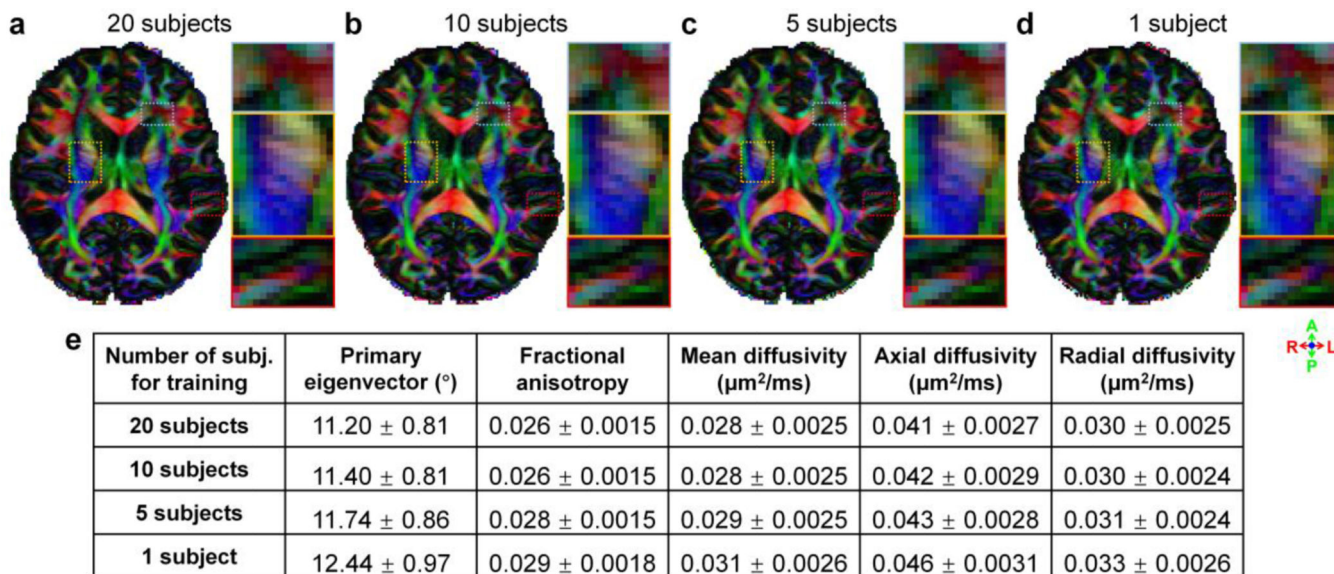 a 20 subjects b 10 subjects c 5 subjects d 1 subject
A
R L
P
e
Number of subj. for training Primary eigenvector (°) Fractional anisotropy Mean diffusivity (µm²/ms) Axial diffusivity (µm²/ms) Radial diffusivity (µm²/ms)
20 subjects 11.20 ± 0.81 0.026 ± 0.0015 0.028 ± 0.0025 0.041 ± 0.0027 0.030 ± 0.0025
10 subjects 11.40 ± 0.81 0.026 ± 0.0015 0.028 ± 0.0025 0.042 ± 0.0029 0.030 ± 0.0024
5 subjects 11.74 ± 0.86 0.028 ± 0.0015 0.029 ± 0.0025 0.043 ± 0.0028 0.031 ± 0.0024
1 subject 12.44 ± 0.97 0.029 ± 0.0018 0.031 ± 0.0026 0.046 ± 0.0031 0.033 ± 0.0026